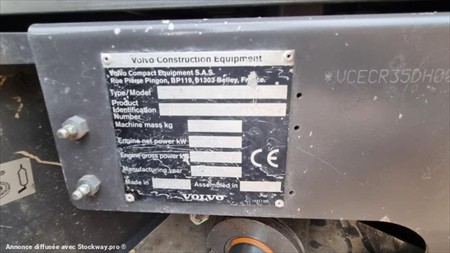 Volvo Construction Equipment
Volvo Compact Equipment S.A.S.
Rue Pierre Pingon, BP119, 01303 Belley, France.
Type/Model
Product
Identification
Number
Machine mass kg
Engine net power kW
Engine gross power kW
Manufacturing year
Made in
Assembled in
CE
VOLVO
*VCECR35DH00
Annonce diffusée avec Stockway.pro ®